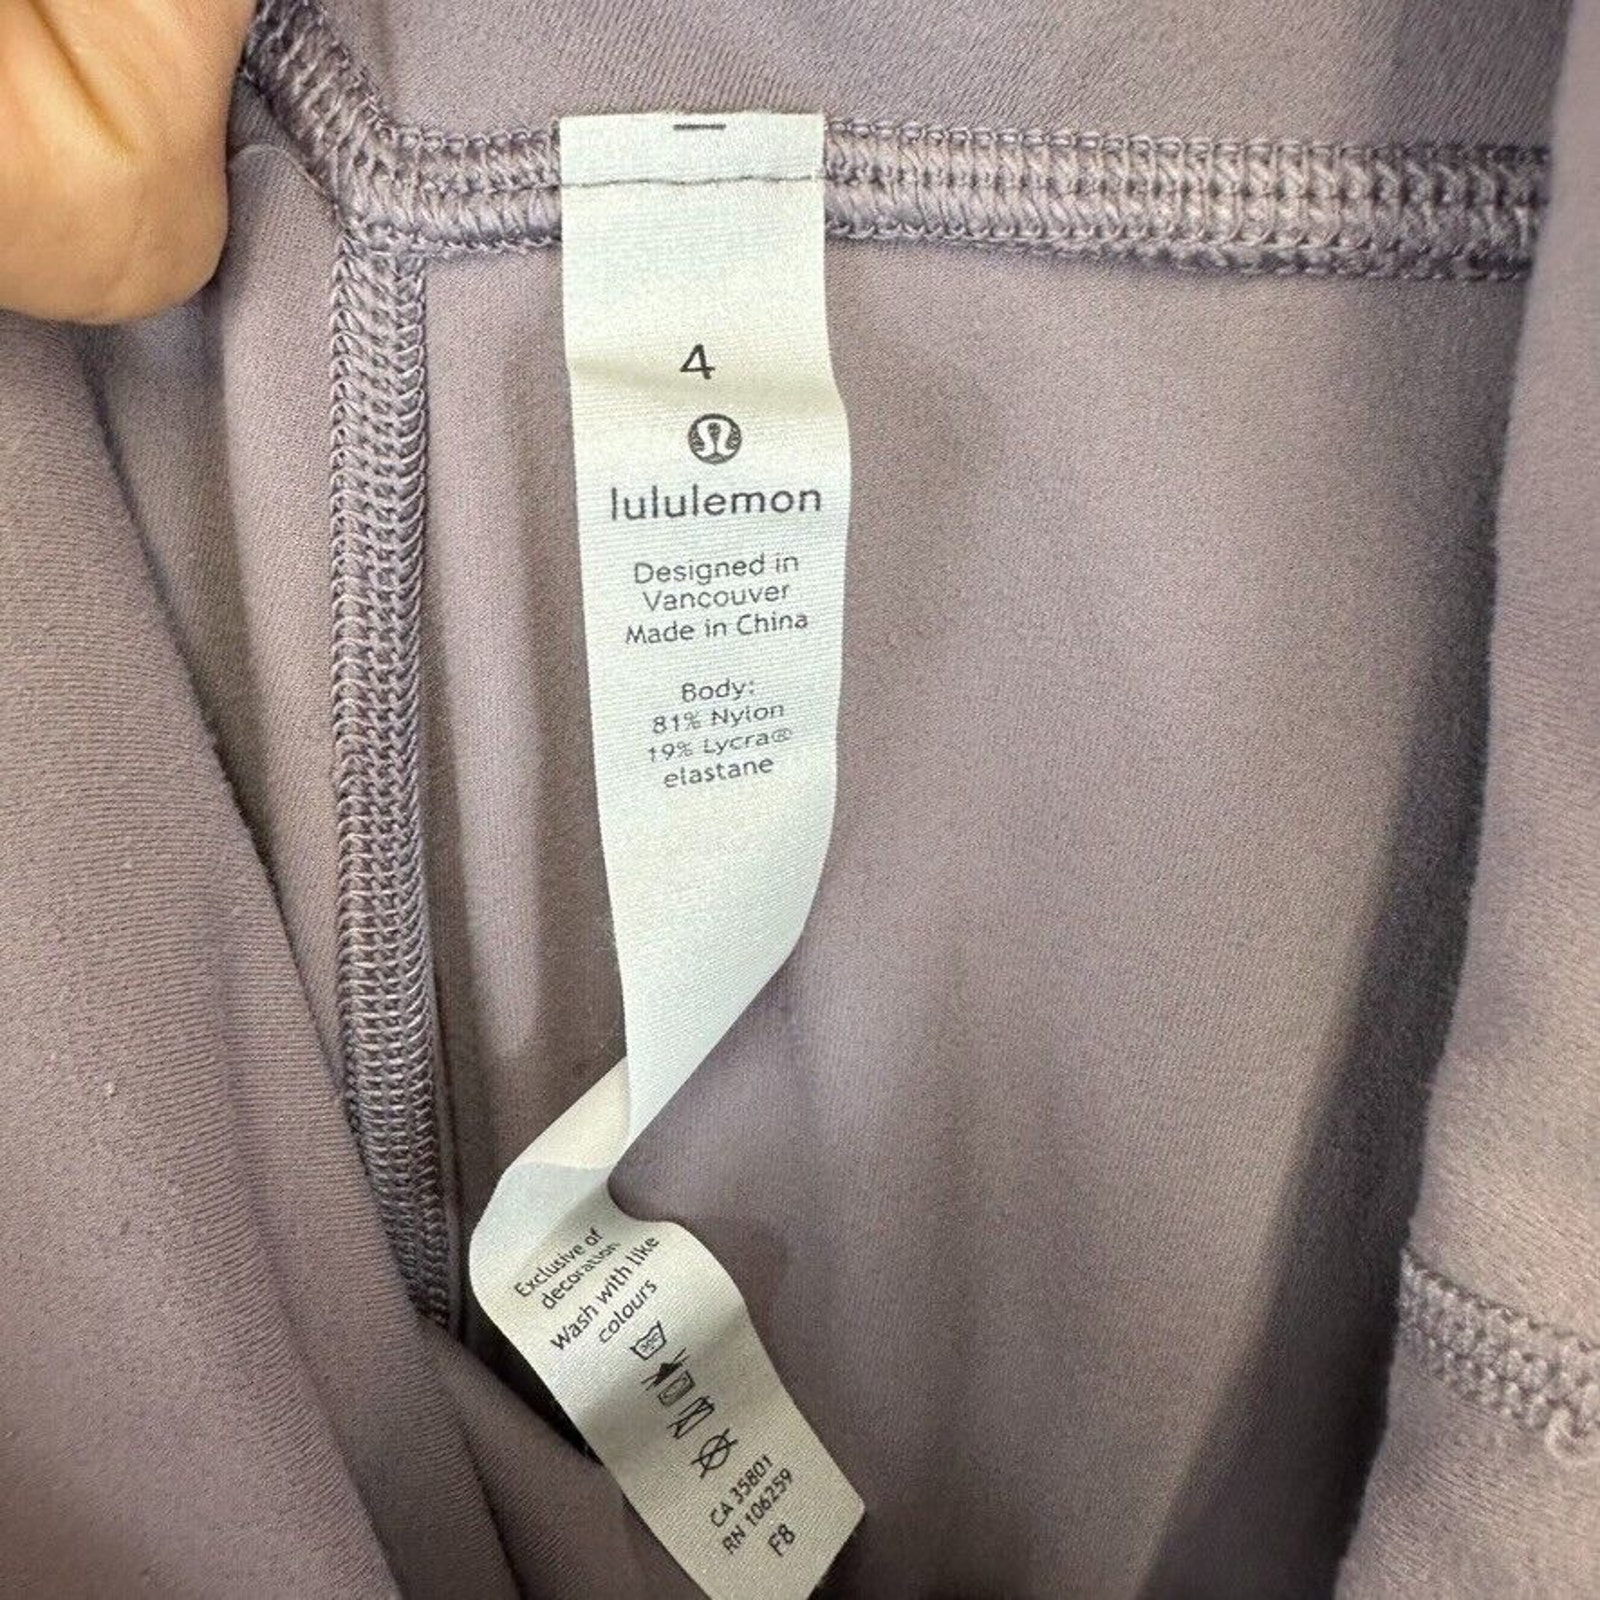 4
lululemon
Designed in
Vancouver
Made in China
Body:
81% Nylon
19% Lycra®
elastane
Exclusive of
decoration
Wash with like
colours
CA 35801
RN 106259
F8